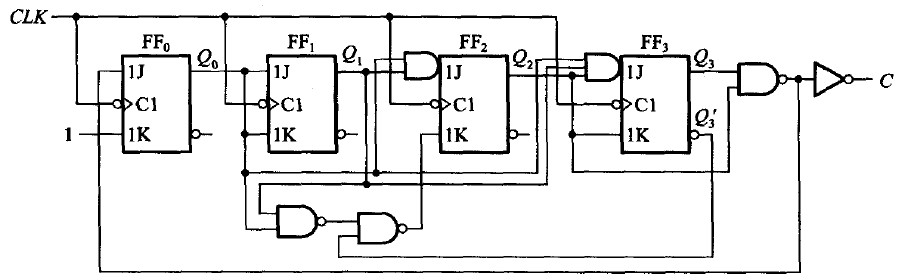 CLK
FF₀ Q₀ FF₁ Q₁ FF₂ Q₂ FF₃ Q₃
1J 1J 1J 1J
C1 C1 C1 C1 C
1 1K 1K 1K 1K Q₃'